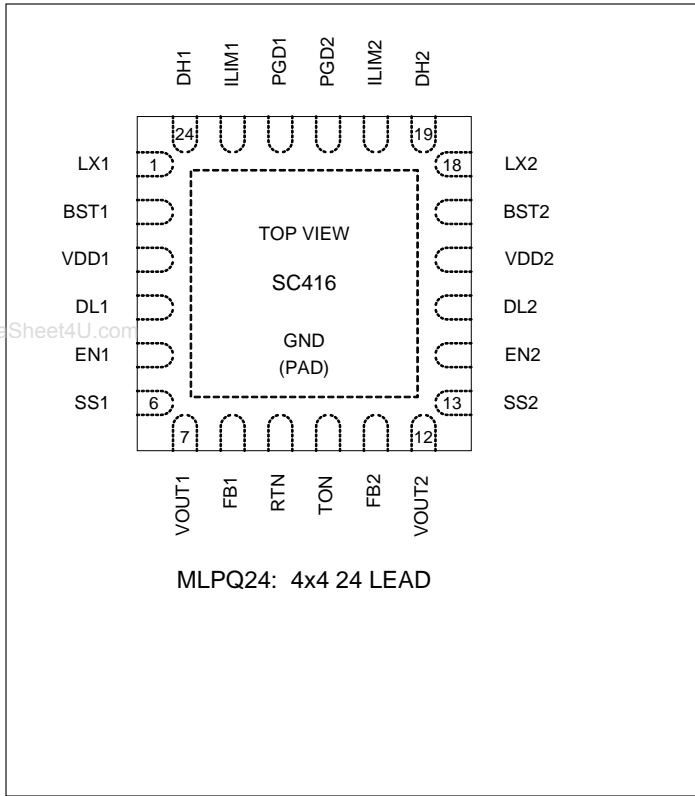 DH1
ILIM1
PGD1
PGD2
ILIM2
DH2
24
19
LX1
1
18
LX2
BST1
BST2
VDD1
TOP VIEW
VDD2
SC416
DL1
DL2
eSheet4U.com
GND
EN1
EN2
(PAD)
SS1
6
13
SS2
7
12
VOUT1
FB1
RTN
TON
FB2
VOUT2
MLPQ24: 4x4 24 LEAD